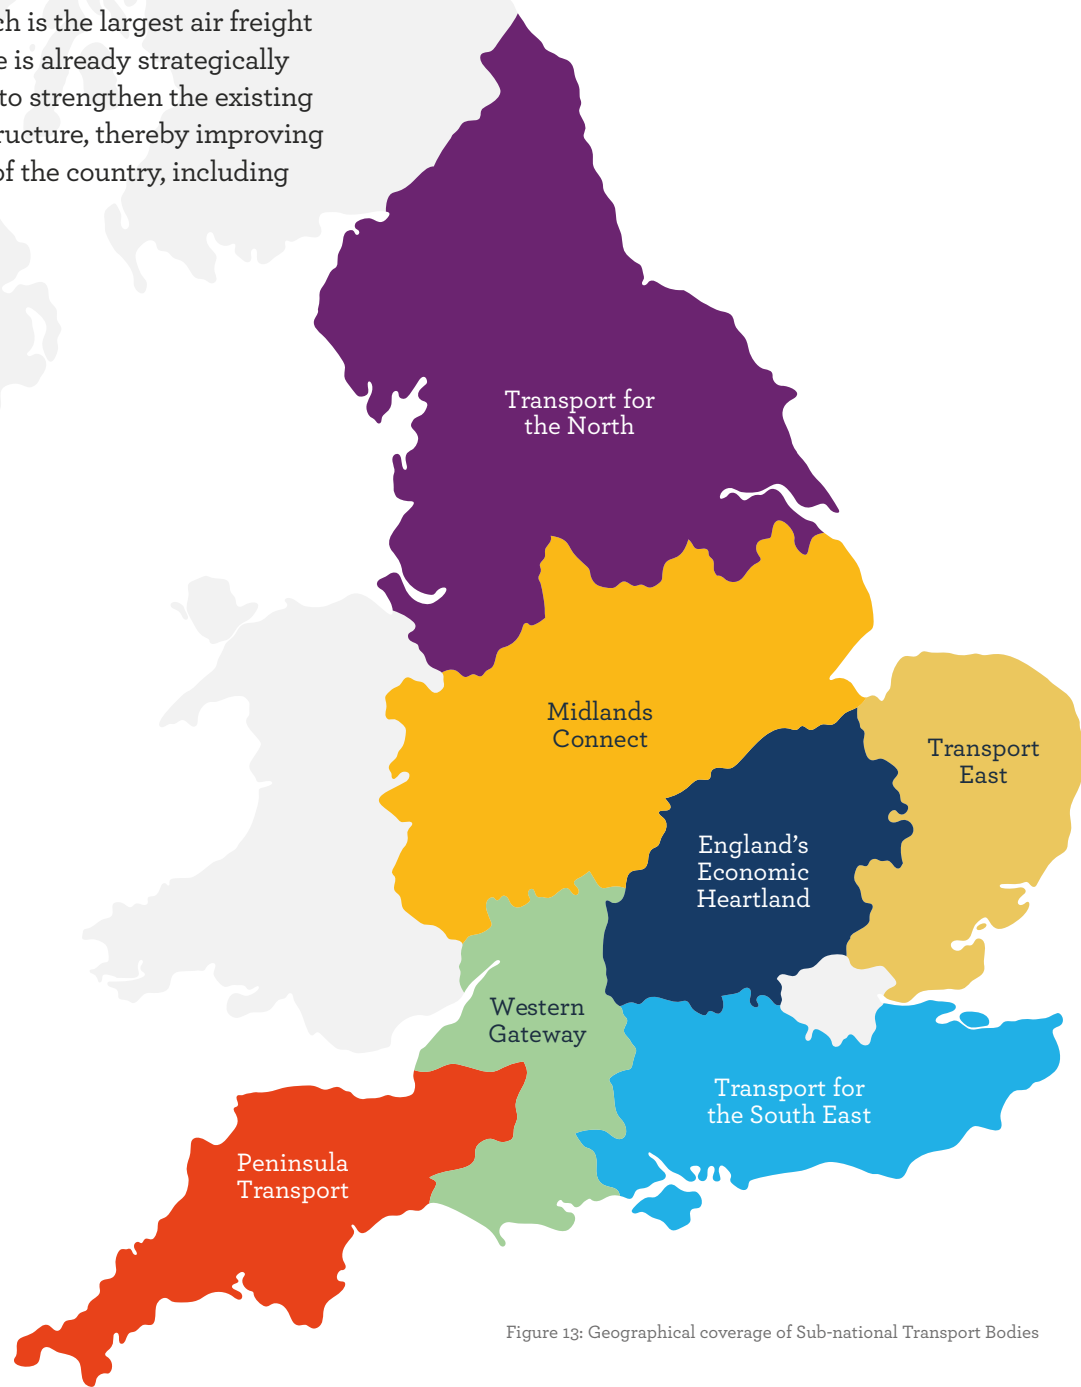 ch is the largest air freight
e is already strategically
to strengthen the existing
ructure, thereby improving
of the country, including
Transport for
the North
Midlands
Connect
Transport
East
England's
Economic
Heartland
Western
Gateway
Transport for
the South East
Peninsula
Transport
Figure 13: Geographical coverage of Sub-national Transport Bodies